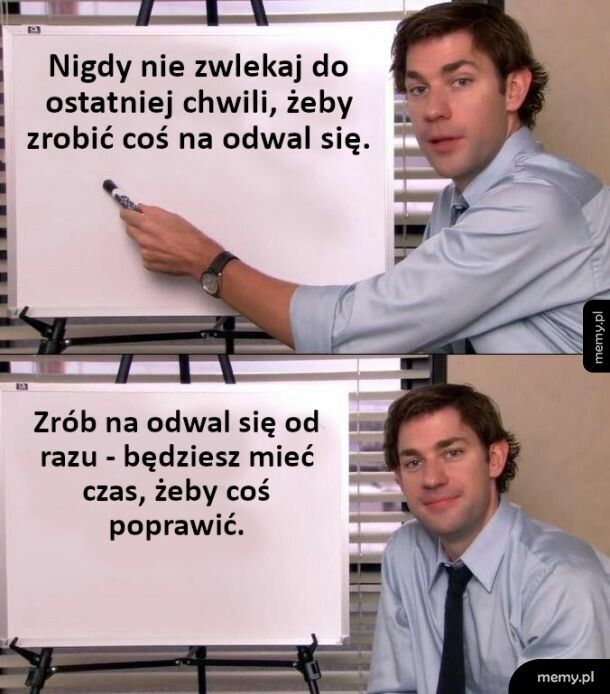 Nigdy nie zwlekaj do
ostatniej chwili, żeby
zrobić coś na odwal się.
memy.pl
Zrób na odwal się od
razu - będziesz mieć
czas, żeby coś
poprawić.
memy.pl